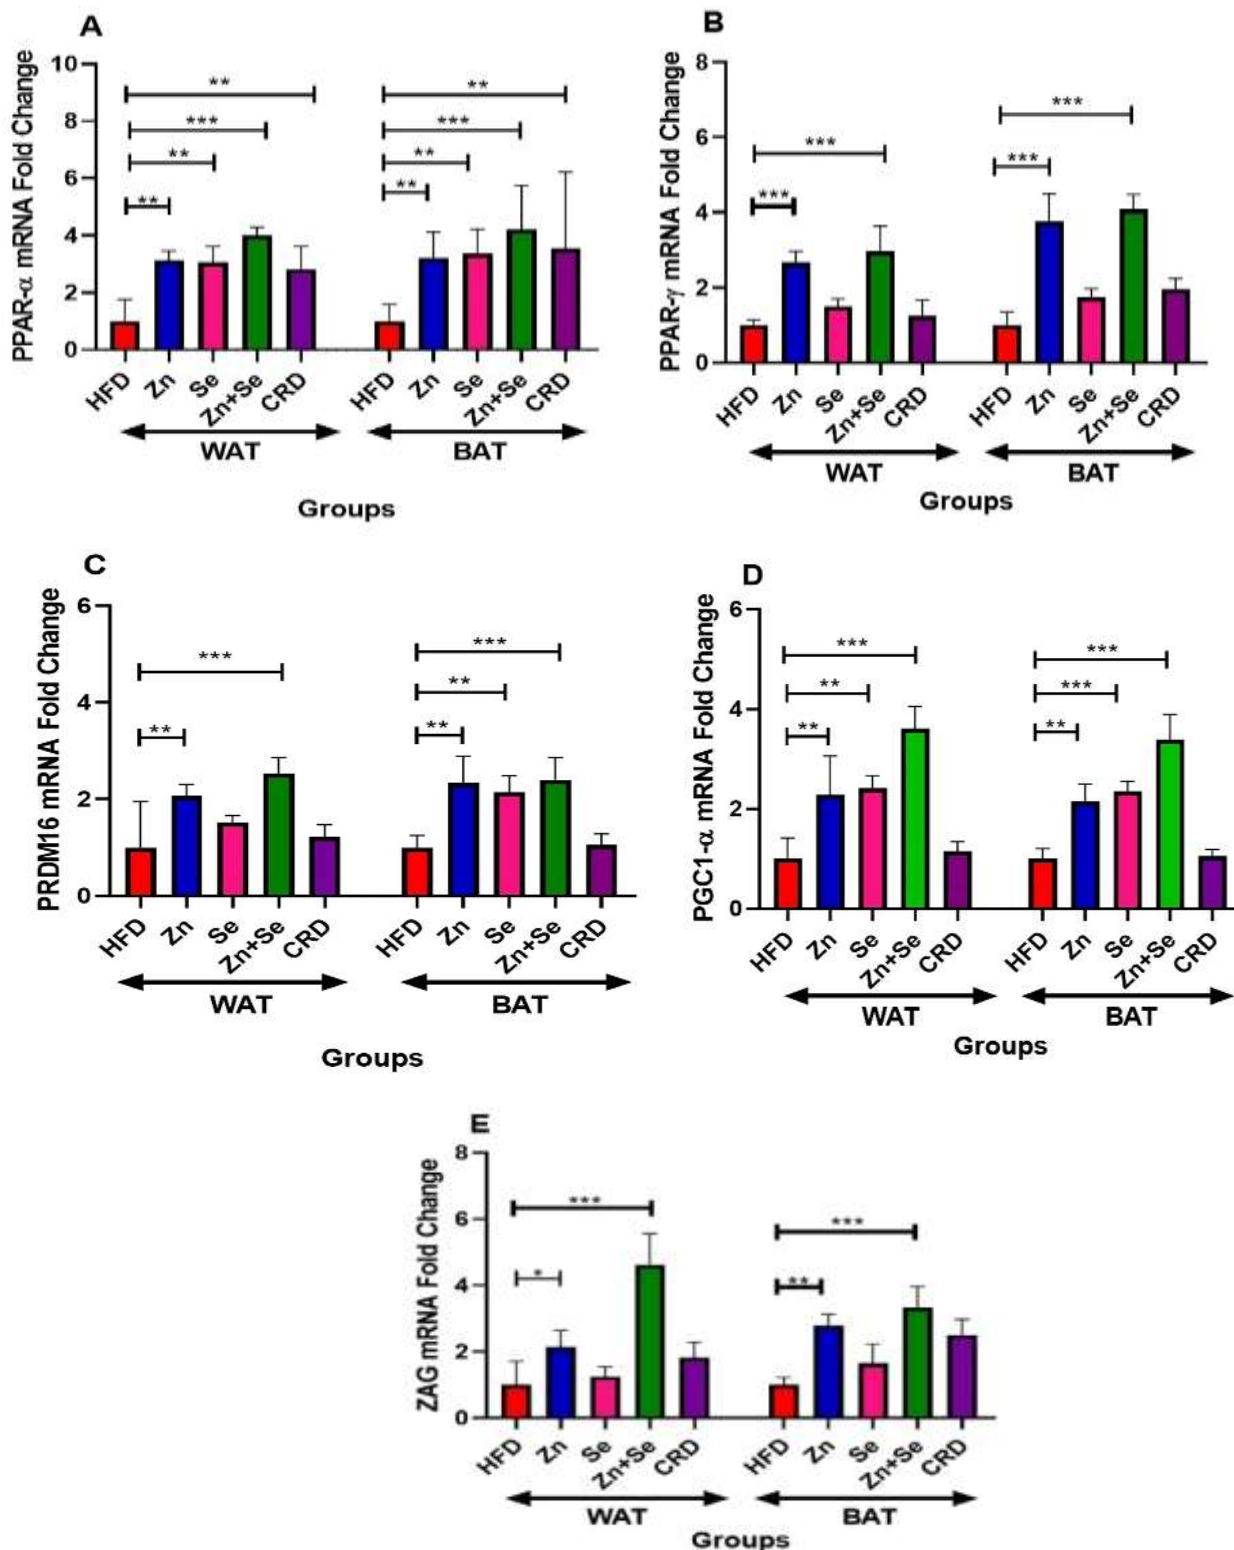 A
PPAR-α mRNA Fold Change
10
8
6
4
2
0
**
***
**
**
**
***
**
**
HFD Zn Se Zn+Se CRD HFD Zn Se Zn+Se CRD
WAT BAT
Groups
B
PPAR-γ mRNA Fold Change
8
6
4
2
0
***
***
***
***
HFD Zn Se Zn+Se CRD HFD Zn Se Zn+Se CRD
WAT BAT
Groups
C
PRDM16 mRNA Fold Change
6
4
2
0
***
**
***
**
**
HFD Zn Se Zn+Se CRD HFD Zn Se Zn+Se CRD
WAT BAT
Groups
D
PGC1-α mRNA Fold Change
6
4
2
0
***
**
**
***
***
**
HFD Zn Se Zn+Se CRD HFD Zn Se Zn+Se CRD
WAT BAT
Groups
E
ZAG mRNA Fold Change
8
6
4
2
0
***
*
***
**
HFD Zn Se Zn+Se CRD HFD Zn Se Zn+Se CRD
WAT BAT
Groups